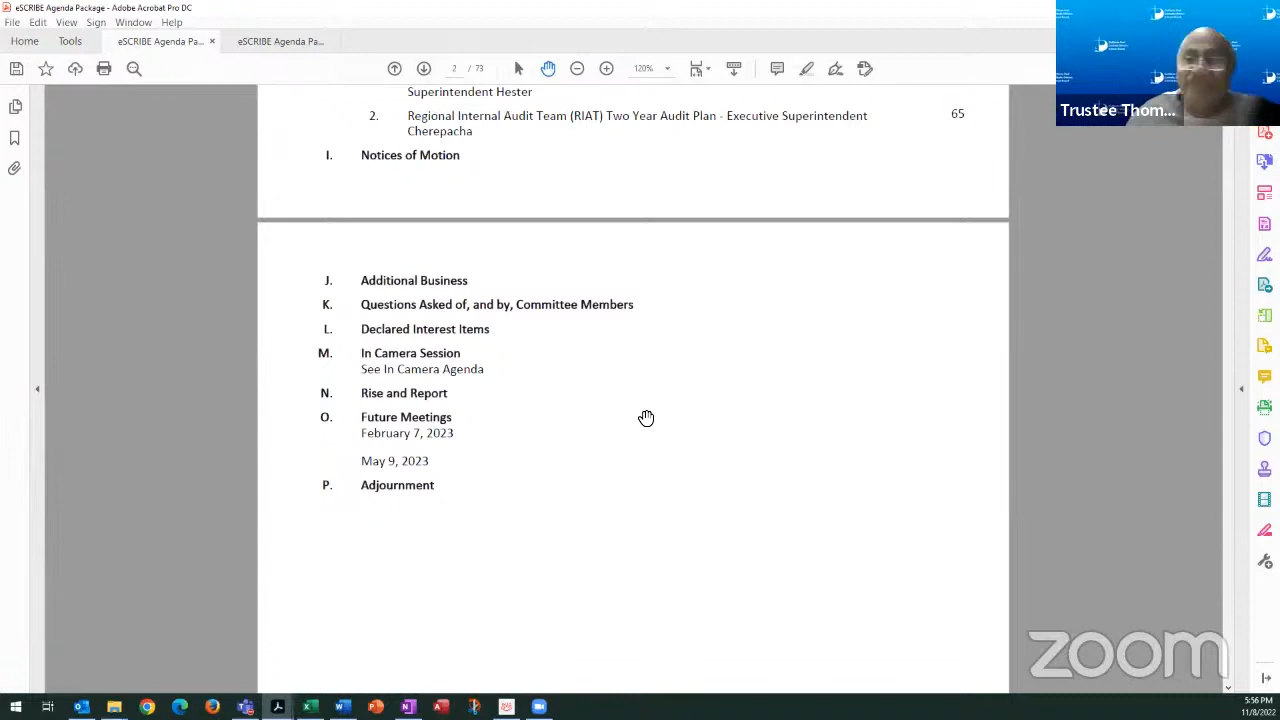 eSCRIBE Agenda Package - Adobe Acrobat Pro DC
File Edit View Window Help
Home Tools eSCRIBE Agenda Pa... × eSCRIBE Agenda Pa...
2 / 73 120%
Trustee Thom...
Superintendent Hester
2. Regional Internal Audit Team (RIAT) Two Year Audit Plan - Executive Superintendent 65
Cherepacha
I. Notices of Motion
J. Additional Business
K. Questions Asked of, and by, Committee Members
L. Declared Interest Items
M. In Camera Session
See In Camera Agenda
N. Rise and Report
O. Future Meetings
February 7, 2023
May 9, 2023
P. Adjournment
zoom
5:56 PM
11/8/2022